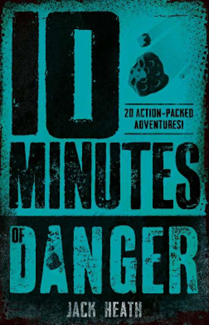 10
20 ACTION-PACKED
ADVENTURES!
MINUTES
OF DANGER
JACK HEATH